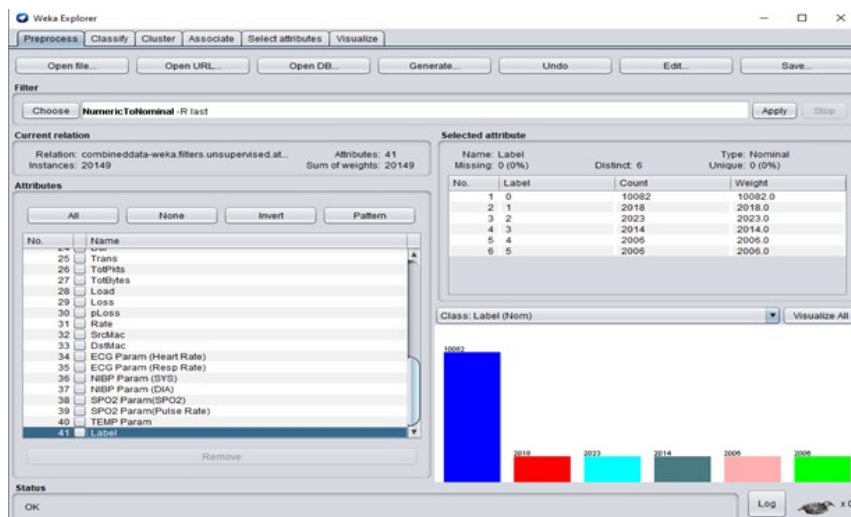 Weka Explorer
Preprocess Classify Cluster Associate Select attributes Visualize
Open file... Open URL... Open DB... Generate... Undo Edit... Save...
Filter
Choose NumericToNominal -R last Apply Stop
Current relation
Relation: combineddata-weka.filters.unsupervised.at... Attributes: 41
Instances: 20149 Sum of weights: 20149
Attributes
All None Invert Pattern
No. Name
25 Trans
26 TotPkts
27 TotBytes
28 Load
29 Loss
30 pLoss
31 Rate
32 SrcMac
33 DstMac
34 ECG Param (Heart Rate)
35 ECG Param (Resp Rate)
36 NIBP Param (SYS)
37 NIBP Param (DIA)
38 SPO2 Param(SPO2)
39 SPO2 Param(Pulse Rate)
40 TEMP Param
41 Label
Remove
Selected attribute
Name: Label Type: Nominal
Missing: 0 (0%) Distinct: 6 Unique: 0 (0%)
No. Label Count Weight
1 0 10082 10082.0
2 1 2018 2018.0
3 2 2023 2023.0
4 3 2014 2014.0
5 4 2006 2006.0
6 5 2006 2006.0
Class: Label (Nom) Visualize All
10082
2018 2023 2014 2006 2006
Status
OK
Log x 0